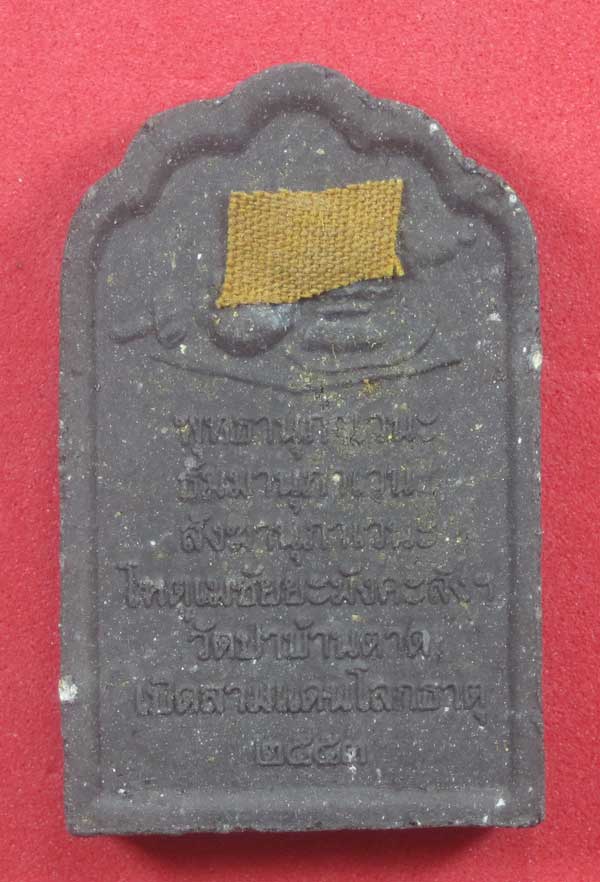 พุทธานุภาเวนะ
ธัมมานุภาเวนะ
สังฆานุภาเวนะ
โหตุเมชัยยะมังคะลังฯ
วัดป่าบ้านตาด
เปิดสามแดนโลกธาตุ
๒๕๕๓